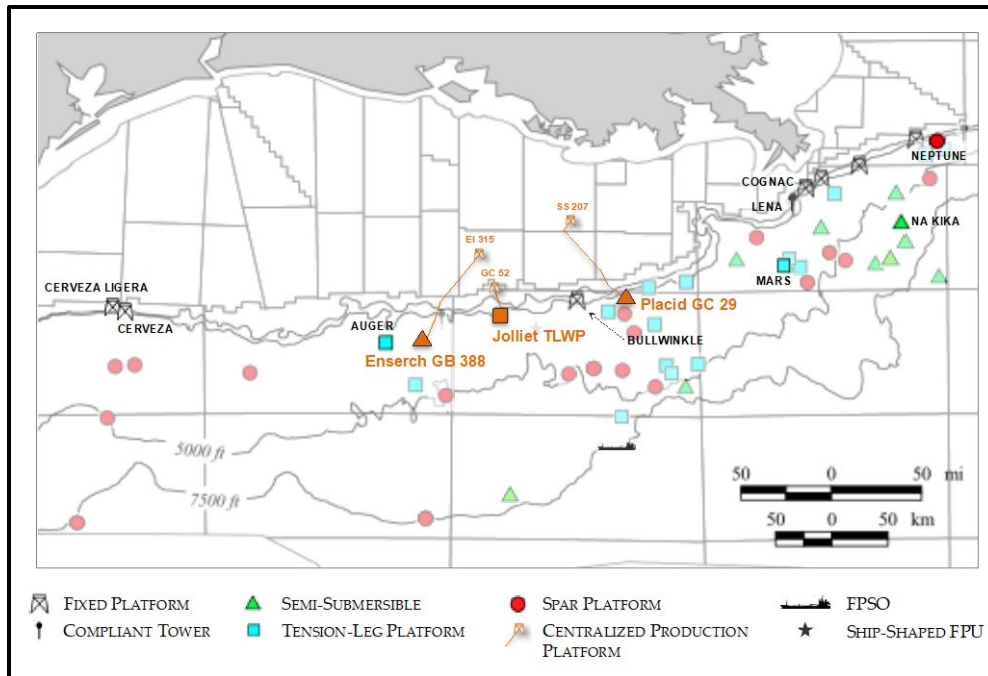 SS 207
NEPTUNE
COGNAC
LENA
NA KIKA
EI 315
GC 52
MARS
CERVEZA LIGERA
CERVEZA
Placid GC 29
AUGER
Jolliet TLWP
BULLWINKLE
Enserch GB 388
5000 ft
7500 ft
50 0 50 mi
50 0 50 km
FIXED PLATFORM
SEMI-SUBMERSIBLE
SPAR PLATFORM
FPSO
COMPLIANT TOWER
TENSION-LEG PLATFORM
CENTRALIZED PRODUCTION
PLATFORM
SHIP-SHAPED FPU